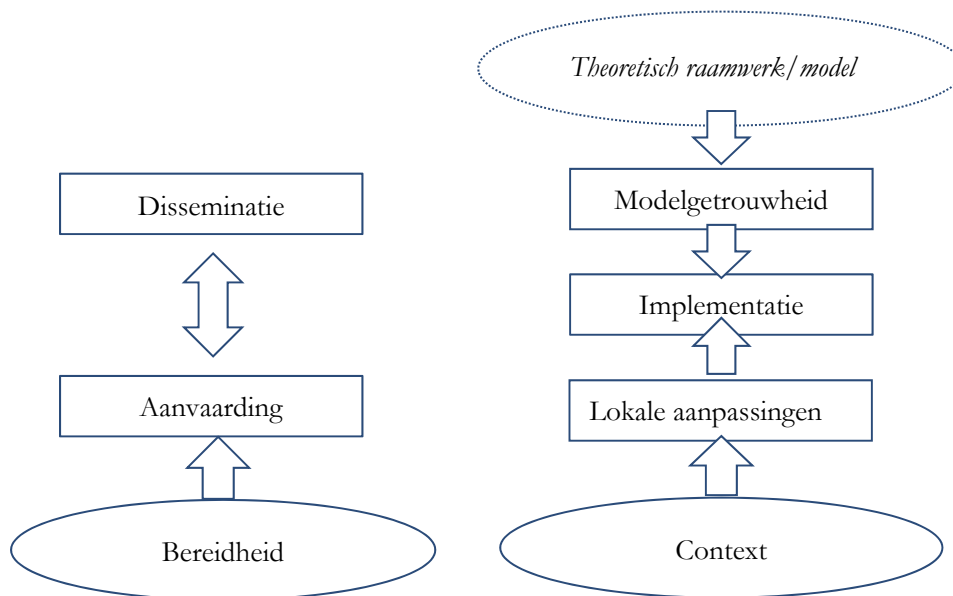 Theoretisch raamwerk/model
Disseminatie
Modelgetrouwheid
Implementatie
Aanvaarding
Lokale aanpassingen
Bereidheid
Context